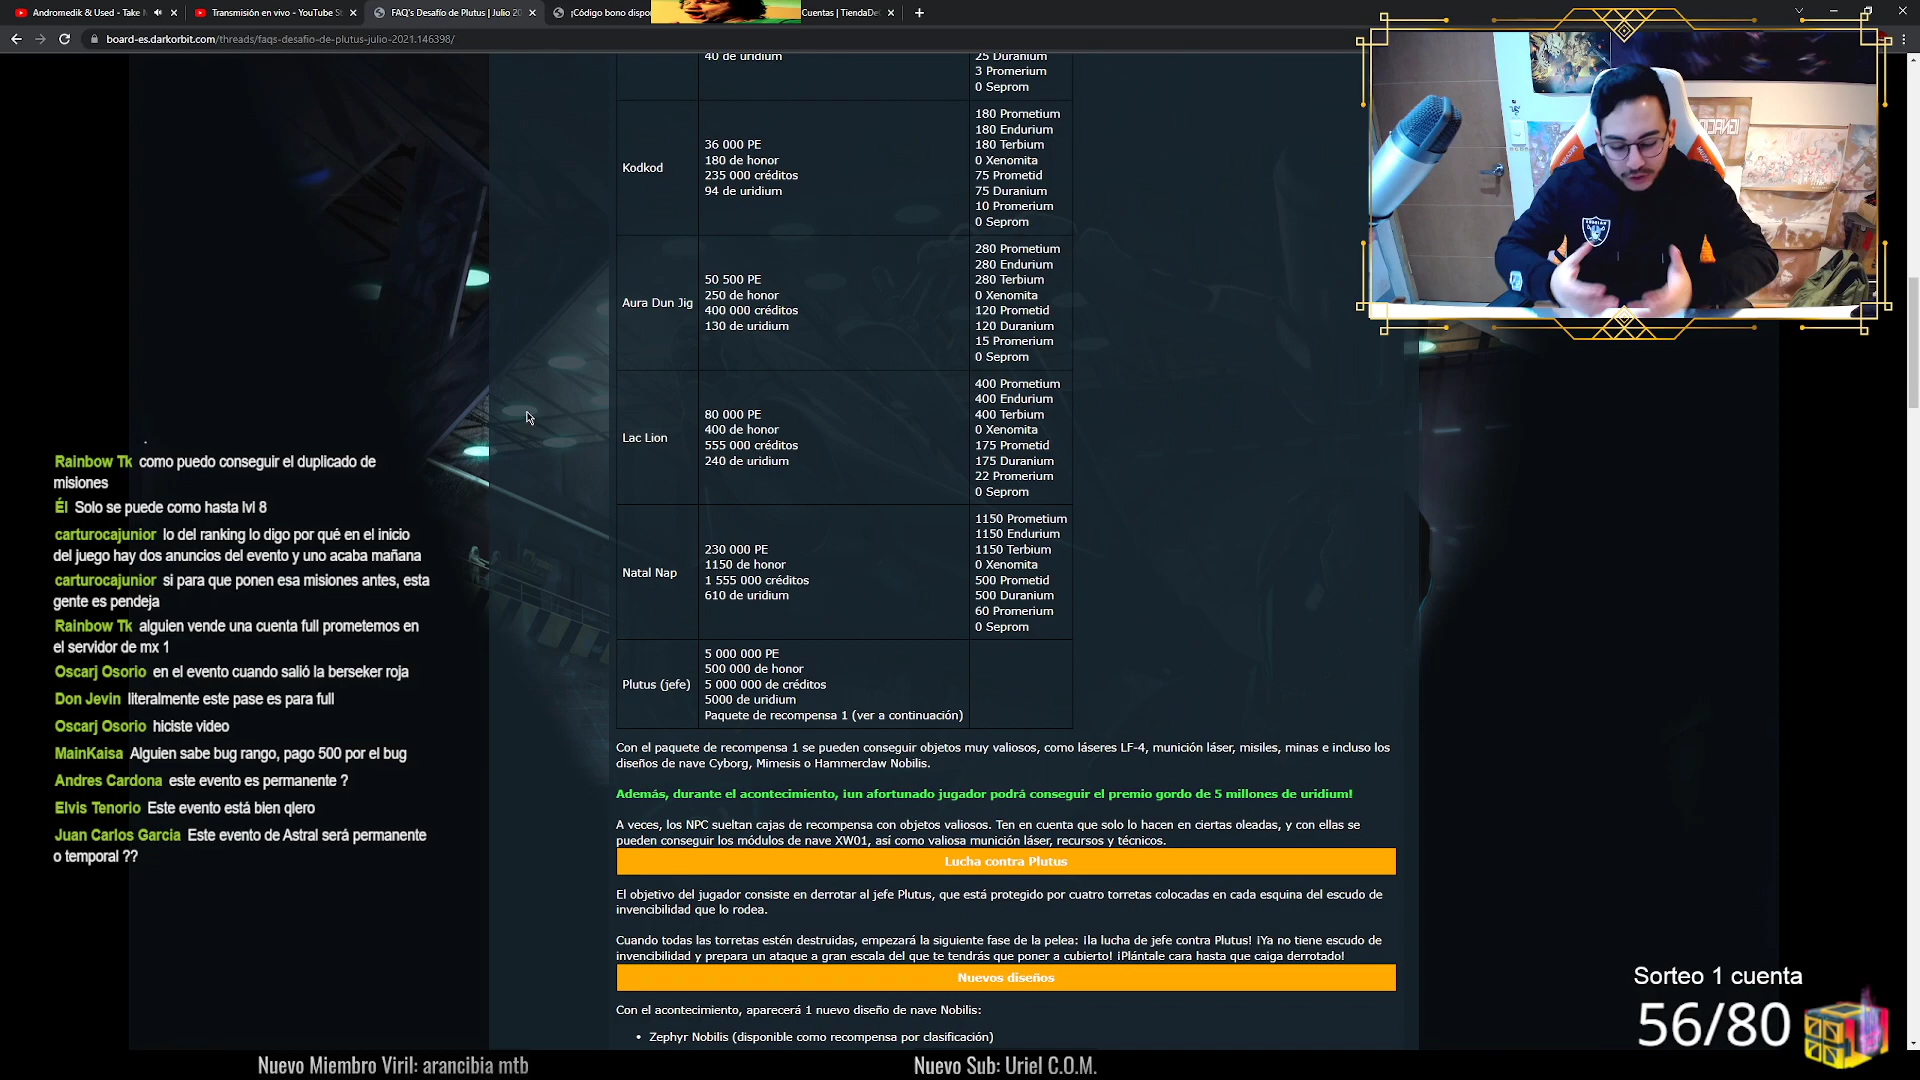 Andromedik & Used - Take
Transmisión en vivo - YouTube S
FAQ's Desafío de Plutus | Julio 20
¡Código bono dispo
Cuentas | TiendaDe
board-es.darkorbit.com/threads/faqs-desafio-de-plutus-julio-2021.146398/
40 de uridium
25 Duranium
3 Promerium
0 Seprom
Kodkod
36 000 PE
180 de honor
235 000 créditos
94 de uridium
180 Prometium
180 Endurium
180 Terbium
0 Xenomita
75 Prometid
75 Duranium
10 Promerium
0 Seprom
Aura Dun Jig
50 500 PE
250 de honor
400 000 créditos
130 de uridium
280 Prometium
280 Endurium
280 Terbium
0 Xenomita
120 Prometid
120 Duranium
15 Promerium
0 Seprom
Lac Lion
80 000 PE
400 de honor
555 000 créditos
240 de uridium
400 Prometium
400 Endurium
400 Terbium
0 Xenomita
175 Prometid
175 Duranium
22 Promerium
0 Seprom
Natal Nap
230 000 PE
1150 de honor
1 555 000 créditos
610 de uridium
1150 Prometium
1150 Endurium
1150 Terbium
0 Xenomita
500 Prometid
500 Duranium
60 Promerium
0 Seprom
Plutus (jefe)
5 000 000 PE
500 000 de honor
5 000 000 de créditos
5000 de uridium
Paquete de recompensa 1 (ver a continuación)
Con el paquete de recompensa 1 se pueden conseguir objetos muy valiosos, como láseres LF-4, munición láser, misiles, minas e incluso los
diseños de nave Cyborg, Mimesis o Hammerclaw Nobilis.
Además, durante el acontecimiento, ¡un afortunado jugador podrá conseguir el premio gordo de 5 millones de uridium!
A veces, los NPC sueltan cajas de recompensa con objetos valiosos. Ten en cuenta que solo lo hacen en ciertas oleadas, y con ellas se
pueden conseguir los módulos de nave XW01, así como valiosa munición láser, recursos y técnicos.
Lucha contra Plutus
El objetivo del jugador consiste en derrotar al jefe Plutus, que está protegido por cuatro torretas colocadas en cada esquina del escudo de
invencibilidad que lo rodea.
Cuando todas las torretas estén destruidas, empezará la siguiente fase de la pelea: ¡la lucha de jefe contra Plutus! ¡Ya no tiene escudo de
invencibilidad y prepara un ataque a gran escala del que te tendrás que poner a cubierto! ¡Plántale cara hasta que caiga derrotado!
Nuevos diseños
Con el acontecimiento, aparecerá 1 nuevo diseño de nave Nobilis:
• Zephyr Nobilis (disponible como recompensa por clasificación)
Rainbow Tk como puedo conseguir el duplicado de
misiones
Él Solo se puede como hasta lvl 8
carturocajunior lo del ranking lo digo por qué en el inicio
del juego hay dos anuncios del evento y uno acaba mañana
carturocajunior si para que ponen esa misiones antes, esta
gente es pendeja
Rainbow Tk alguien vende una cuenta full prometemos en
el servidor de mx 1
Oscarj Osorio en el evento cuando salió la berseker roja
Don Jevin literalmente este pase es para full
Oscarj Osorio hiciste video
MainKaisa Alguien sabe bug rango, pago 500 por el bug
Andres Cardona este evento es permanente ?
Elvis Tenorio Este evento está bien qlero
Juan Carlos Garcia Este evento de Astral será permanente
o temporal ??
Sorteo 1 cuenta
56/80
Nuevo Miembro Viril: arancibia mtb
Nuevo Sub: Uriel C.O.M.